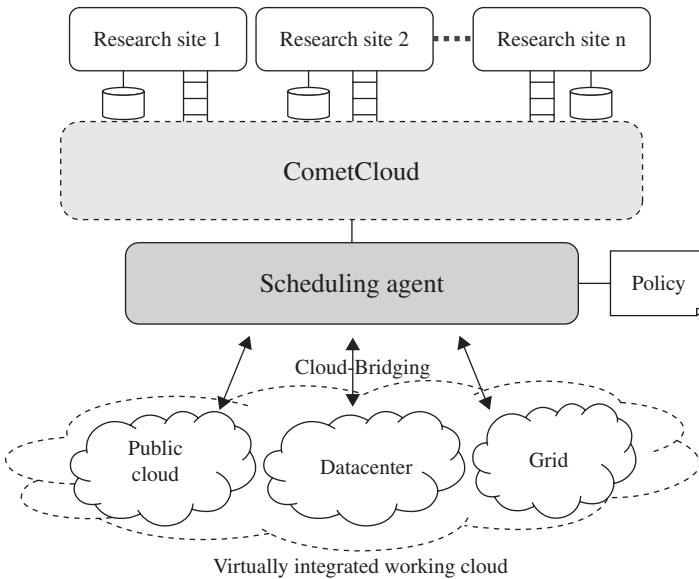 Research site 1
Research site 2
Research site n
CometCloud
Scheduling agent
Policy
Cloud-Bridging
Public
cloud
Datacenter
Grid
Virtually integrated working cloud